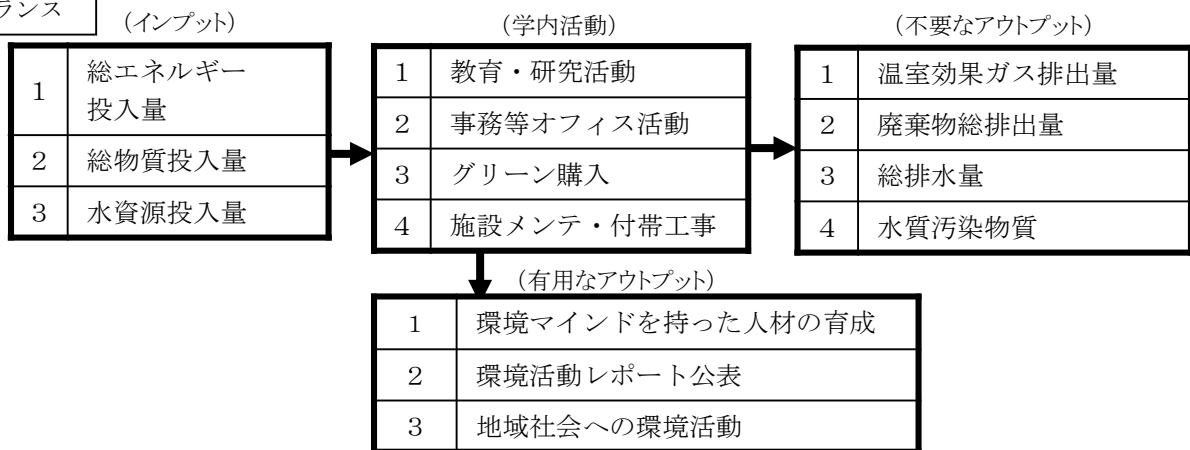 ランス
(インプット)
1 総エネルギー
投入量
2 総物質投入量
3 水資源投入量
(学内活動)
1 教育・研究活動
2 事務等オフィス活動
3 グリーン購入
4 施設メンテ・付帯工事
(不要なアウトプット)
1 温室効果ガス排出量
2 廃棄物総排出量
3 総排水量
4 水質汚染物質
(有用なアウトプット)
1 環境マインドを持った人材の育成
2 環境活動レポート公表
3 地域社会への環境活動